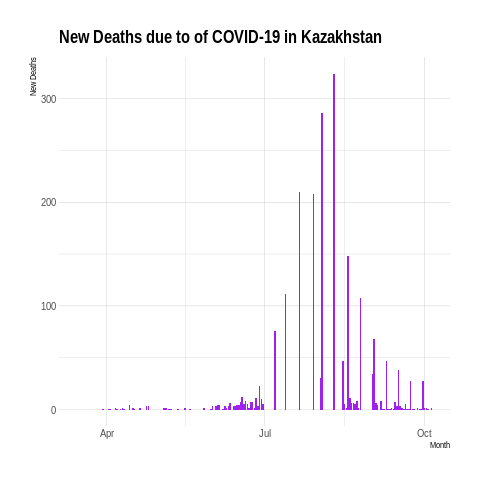 New Deaths due to of COVID-19 in Kazakhstan
New Deaths
300
200
100
0
Apr
Jul
Oct
Month